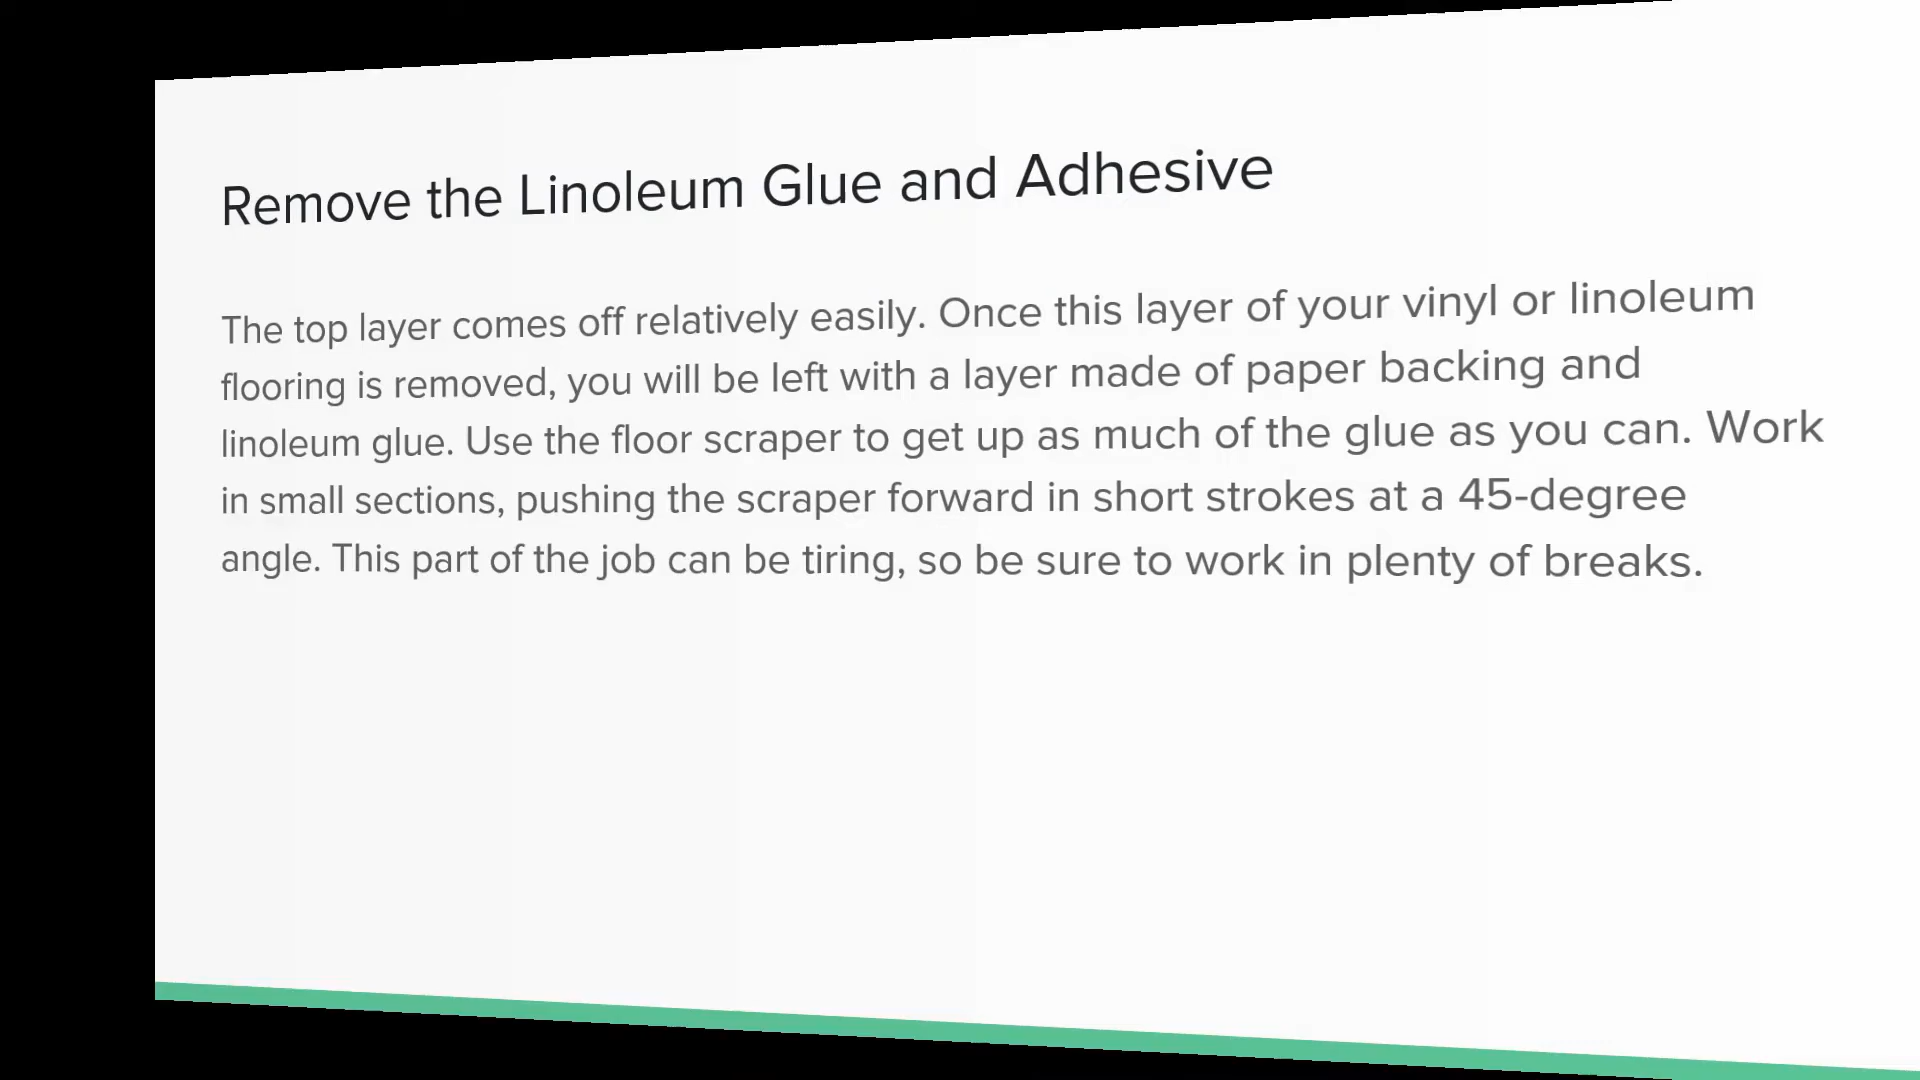 Remove the Linoleum Glue and Adhesive
The top layer comes off relatively easily. Once this layer of your vinyl or linoleum
flooring is removed, you will be left with a layer made of paper backing and
linoleum glue. Use the floor scraper to get up as much of the glue as you can. Work
in small sections, pushing the scraper forward in short strokes at a 45-degree
angle. This part of the job can be tiring, so be sure to work in plenty of breaks.